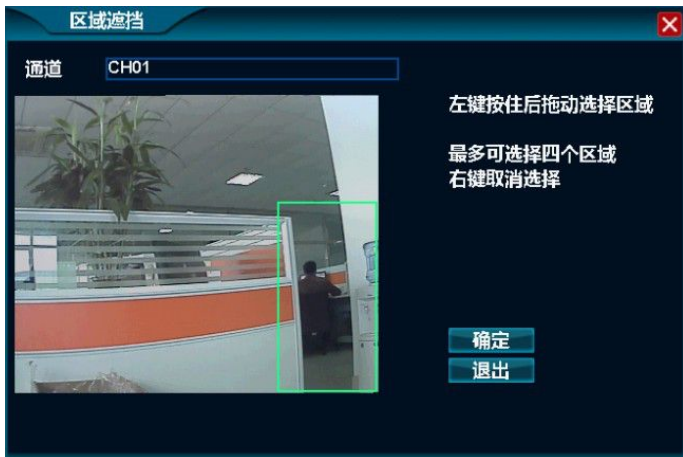 区域遮挡
通道 CH01
左键按住后拖动选择区域
最多可选择四个区域
右键取消选择
确定
退出